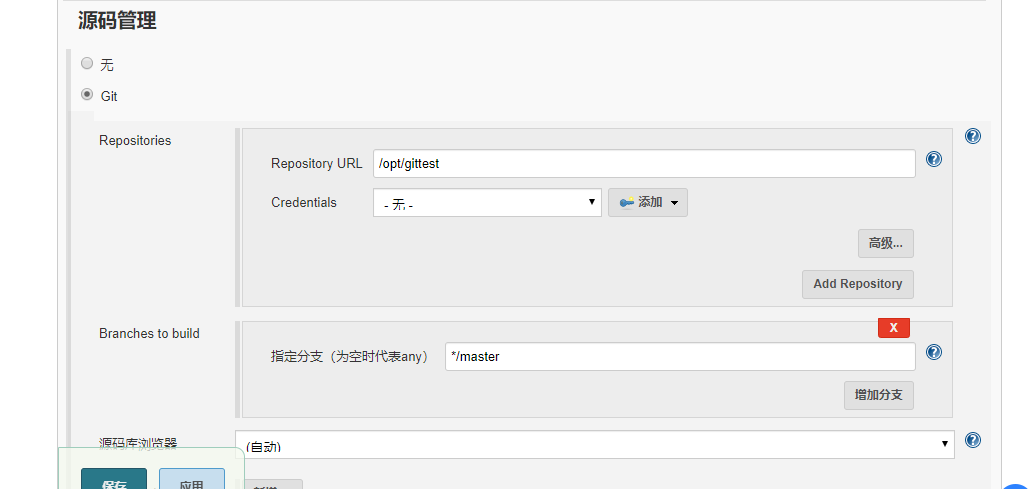 源码管理
无
Git
Repositories
Repository URL /opt/gittest
Credentials - 无 - 添加
高级...
Add Repository
Branches to build
X
指定分支（为空时代表any） */master
增加分支
源码库浏览器 (自动)
保存 应用 新增